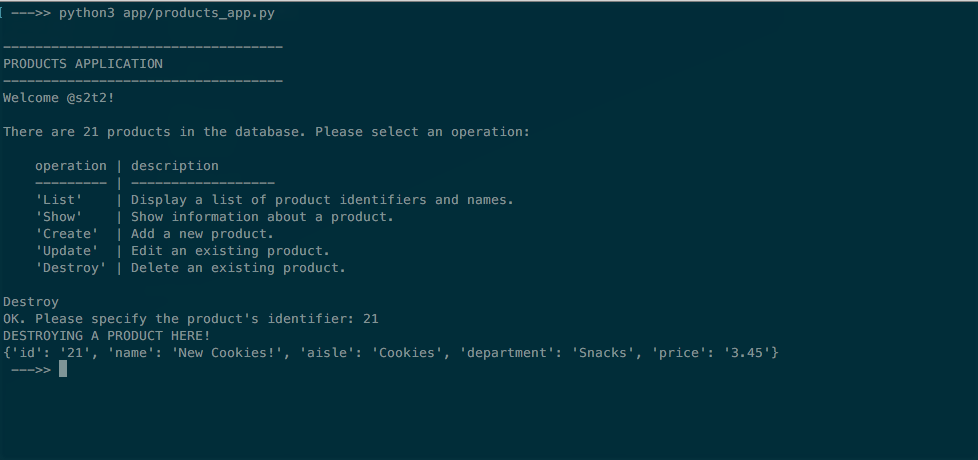 [ --->> python3 app/products_app.py
-----------------------------------
PRODUCTS APPLICATION
-----------------------------------
Welcome @s2t2!
There are 21 products in the database. Please select an operation:
    operation | description
    --------- | ------------------
    'List'    | Display a list of product identifiers and names.
    'Show'    | Show information about a product.
    'Create'  | Add a new product.
    'Update'  | Edit an existing product.
    'Destroy' | Delete an existing product.
Destroy
OK. Please specify the product's identifier: 21
DESTROYING A PRODUCT HERE!
{'id': '21', 'name': 'New Cookies!', 'aisle': 'Cookies', 'department': 'Snacks', 'price': '3.45'}
 --->>